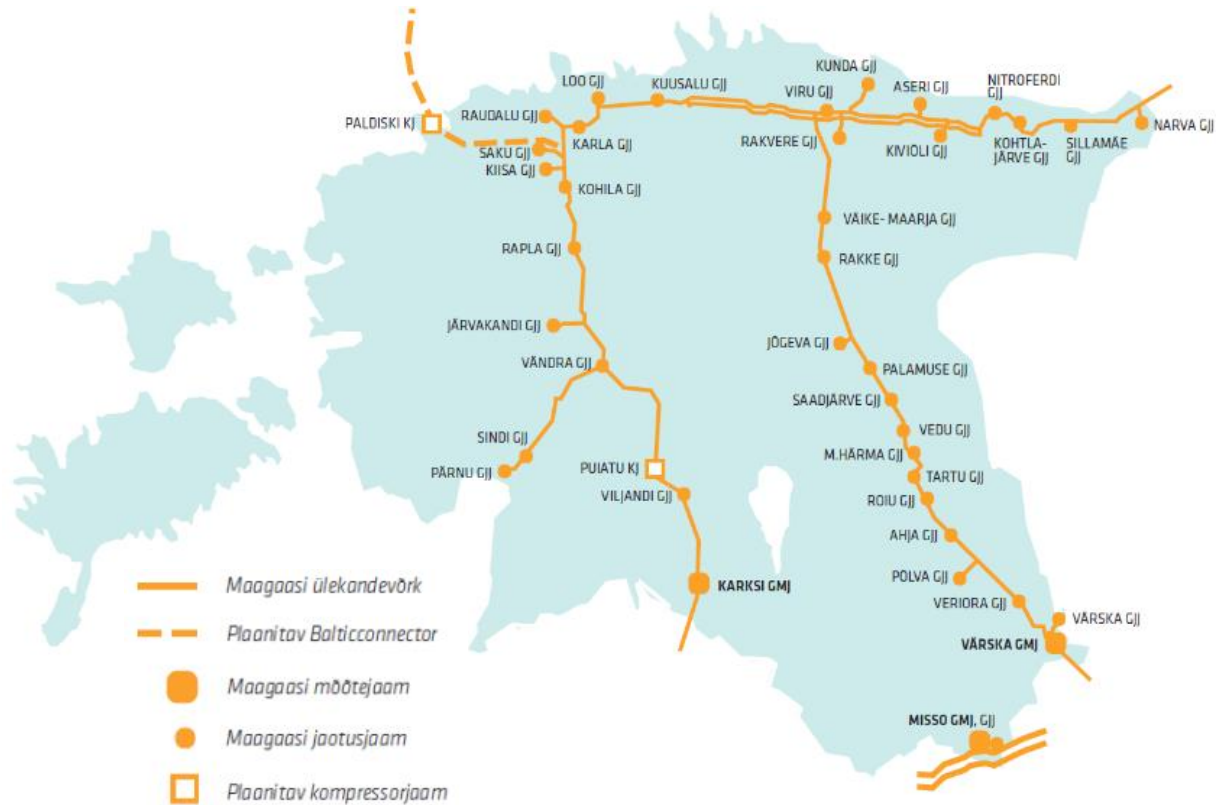 KUNDA GJJ
LOO GJJ
KUUSALU GJJ
VIRU GJJ
ASERI GJJ
NITROFERDI
GJJ
RAUDALU GJJ
PALDISKI KJ
KARLA GJJ
RAKVERE GJJ
KIVIÕLI GJJ
KOHTLA-
JÄRVE GJJ
SILLAMÄE
GJJ
NARVA GJJ
SAKU GJJ
KIISA GJJ
KOHILA GJJ
VÄIKE- MAARJA GJJ
RAPLA GJJ
RAKKE GJJ
JÄRVAKANDI GJJ
JÕGEVA GJJ
VÄNDRA GJJ
PALAMUSE GJJ
SAADJÄRVE GJJ
VEDU GJJ
SINDI GJJ
M.HÄRMA GJJ
PÄRNU GJJ
PUIATU KJ
TARTU GJJ
VILJANDI GJJ
ROIU GJJ
AHJA GJJ
PÕLVA GJJ
KARKSI GMJ
VERIORA GJJ
VÄRSKA GJJ
VÄRSKA GMJ
MISSO GMJ, GJJ
Maagaasi ülekandevõrk
Plaanitav Balticconnector
Maagaasi mõõtejaam
Maagaasi jaotusjaam
Plaanitav kompressorjaam